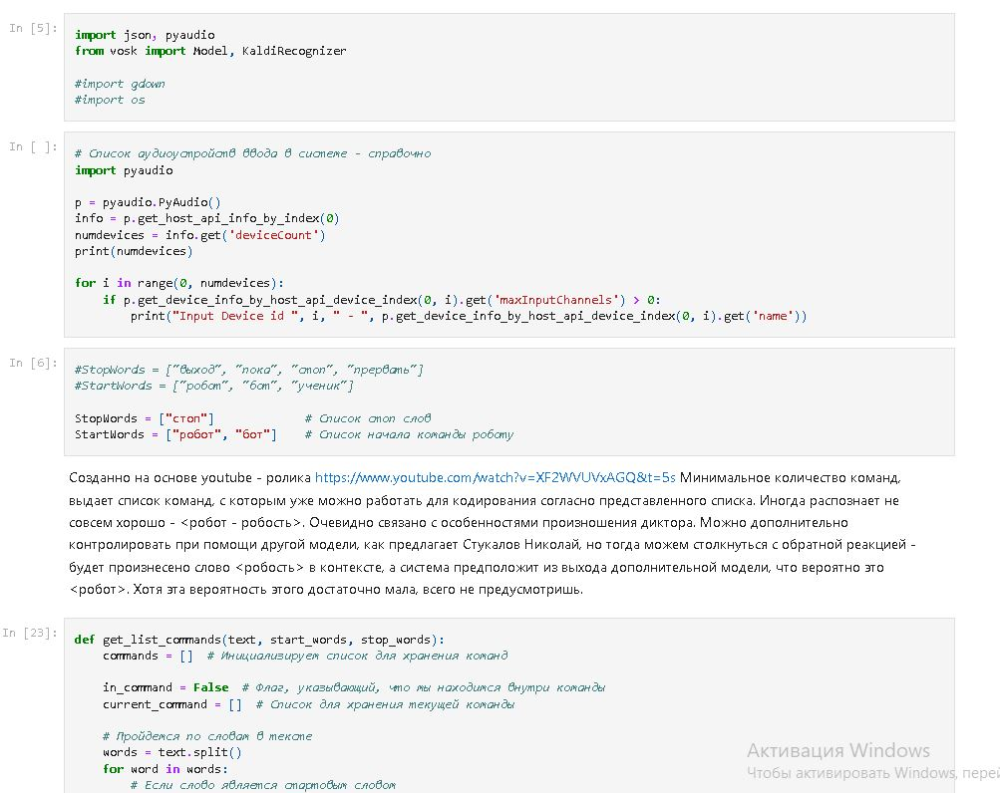 In [5]:
import json, pyaudio
from vosk import Model, KaldiRecognizer
#import gdown
#import os
In [ ]:
# Список аудиоустройств ввода в системе - справочно
import pyaudio
p = pyaudio.PyAudio()
info = p.get_host_api_info_by_index(0)
numdevices = info.get('deviceCount')
print(numdevices)
for i in range(0, numdevices):
    if p.get_device_info_by_host_api_device_index(0, i).get('maxInputChannels') > 0:
        print("Input Device id ", i, " - ", p.get_device_info_by_host_api_device_index(0, i).get('name'))
In [6]:
#StopWords = ["выход", "пока", "стоп", "прервать"]
#StartWords = ["робот", "бот", "ученик"]
StopWords = ["стоп"]             # Список стоп слов
StartWords = ["робот", "бот"]    # Список начала команды роботу
Созданно на основе youtube - ролика https://www.youtube.com/watch?v=XF2WVUVxAGQ&t=5s Минимальное количество команд,
выдает список команд, с которым уже можно работать для кодирования согласно представленного списка. Иногда распознает не
совсем хорошо - <робот - робость>. Очевидно связано с особенностями произношения диктора. Можно дополнительно
контролировать при помощи другой модели, как предлагает Стукалов Николай, но тогда можем столкнуться с обратной реакцией -
будет произнесено слово <робость> в контексте, а система предположит из выхода дополнительной модели, что вероятно это
<робот>. Хотя эта вероятность этого достаточно мала, всего не предусмотришь.
In [23]:
def get_list_commands(text, start_words, stop_words):
    commands = []  # Инициализируем список для хранения команд
    in_command = False  # Флаг, указывающий, что мы находимся внутри команды
    current_command = []  # Список для хранения текущей команды
    # Пройдемся по словам в тексте
    words = text.split()
    for word in words:
        # Если слово является стартовым словом
Активация Windows
Чтобы активировать Windows, перей